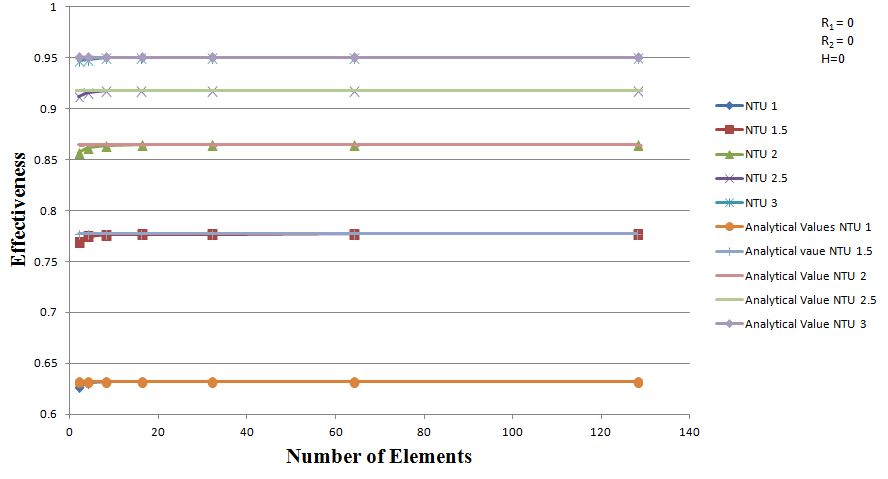 1
0.95
0.9
0.85
0.8
0.75
0.7
0.65
0.6
Effectiveness
0 20 40 60 80 100 120 140
Number of Elements
R1 = 0
R2 = 0
H=0
NTU 1
NTU 1.5
NTU 2
NTU 2.5
NTU 3
Analytical Values NTU 1
Analytical vaue NTU 1.5
Analytical Value NTU 2
Analytical Value NTU 2.5
Analytical Value NTU 3